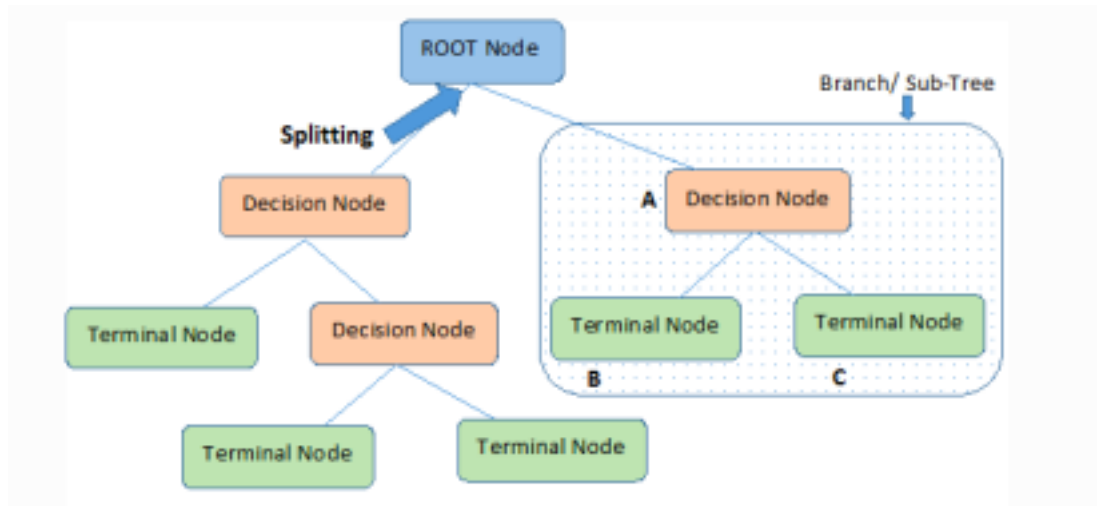 ROOT Node
Branch/ Sub-Tree
Splitting
Decision Node
A
Decision Node
Terminal Node
Decision Node
Terminal Node
Terminal Node
B
C
Terminal Node
Terminal Node